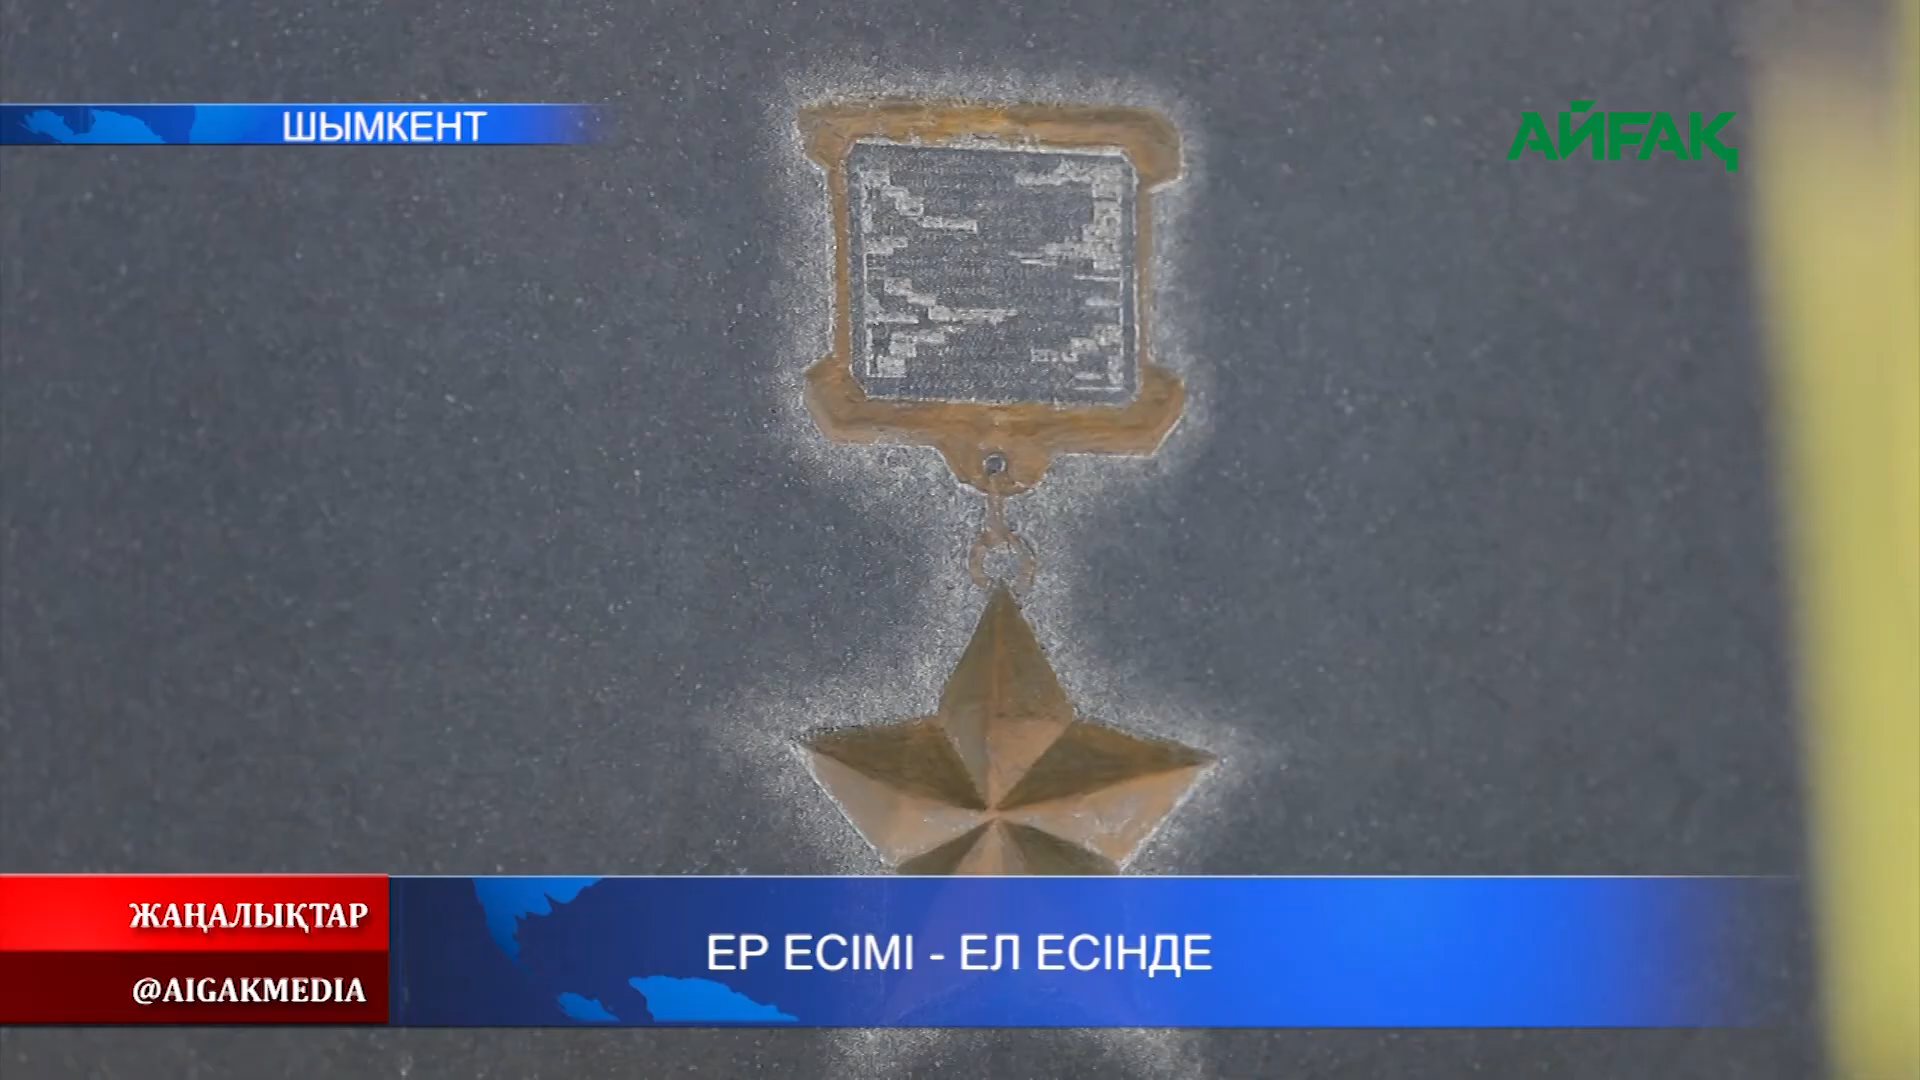 ШЫМКЕНТ
АЙҒАҚ
ЖАҢАЛЫҚТАР
@AIGAKMEDIA
ЕР ЕСІМІ - ЕЛ ЕСІНДЕ